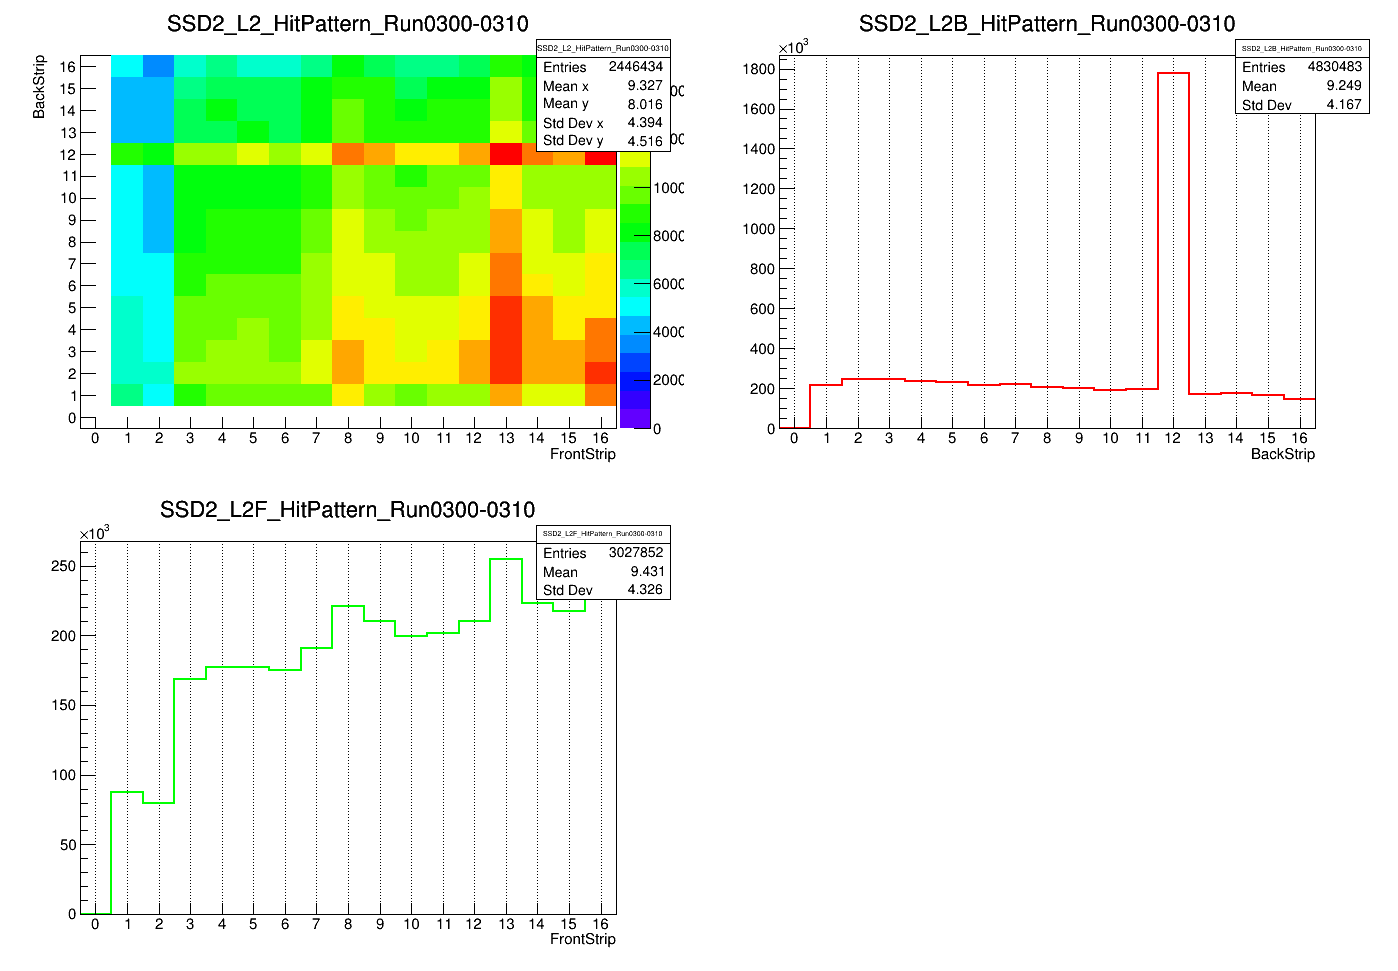 SSD2_L2_HitPattern_Run0300-0310
SSD2_L2_HitPattern_Run0300-0310
Entries 2446434
Mean x 9.327
Mean y 8.016
Std Dev x 4.394
Std Dev y 4.516
BackStrip
16
15
14
13
12
11
10
9
8
7
6
5
4
3
2
1
0
0 1 2 3 4 5 6 7 8 9 10 11 12 13 14 15 16
FrontStrip
1000
8000
6000
4000
2000
0
SSD2_L2B_HitPattern_Run0300-0310
SSD2_L2B_HitPattern_Run0300-0310
Entries 4830483
Mean 9.249
Std Dev 4.167
×10³
1800
1600
1400
1200
1000
800
600
400
200
0
0 1 2 3 4 5 6 7 8 9 10 11 12 13 14 15 16
BackStrip
SSD2_L2F_HitPattern_Run0300-0310
SSD2_L2F_HitPattern_Run0300-0310
Entries 3027852
Mean 9.431
Std Dev 4.326
×10³
250
200
150
100
50
0
0 1 2 3 4 5 6 7 8 9 10 11 12 13 14 15 16
FrontStrip